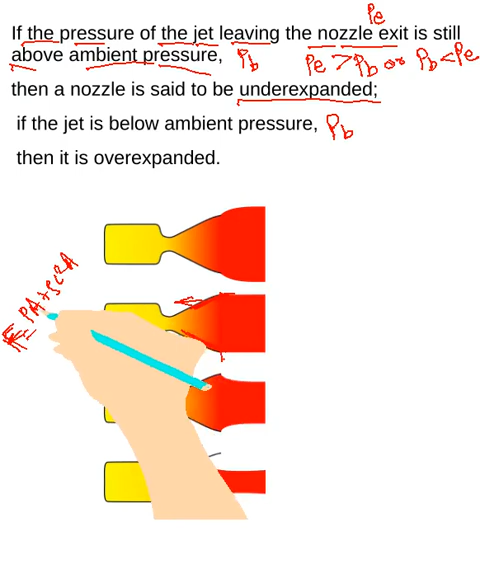 Pe
If the pressure of the jet leaving the nozzle exit is still
above ambient pressure, Pb Pe > Pb or Pb < Pe
then a nozzle is said to be underexpanded;
if the jet is below ambient pressure, Pb
then it is overexpanded.